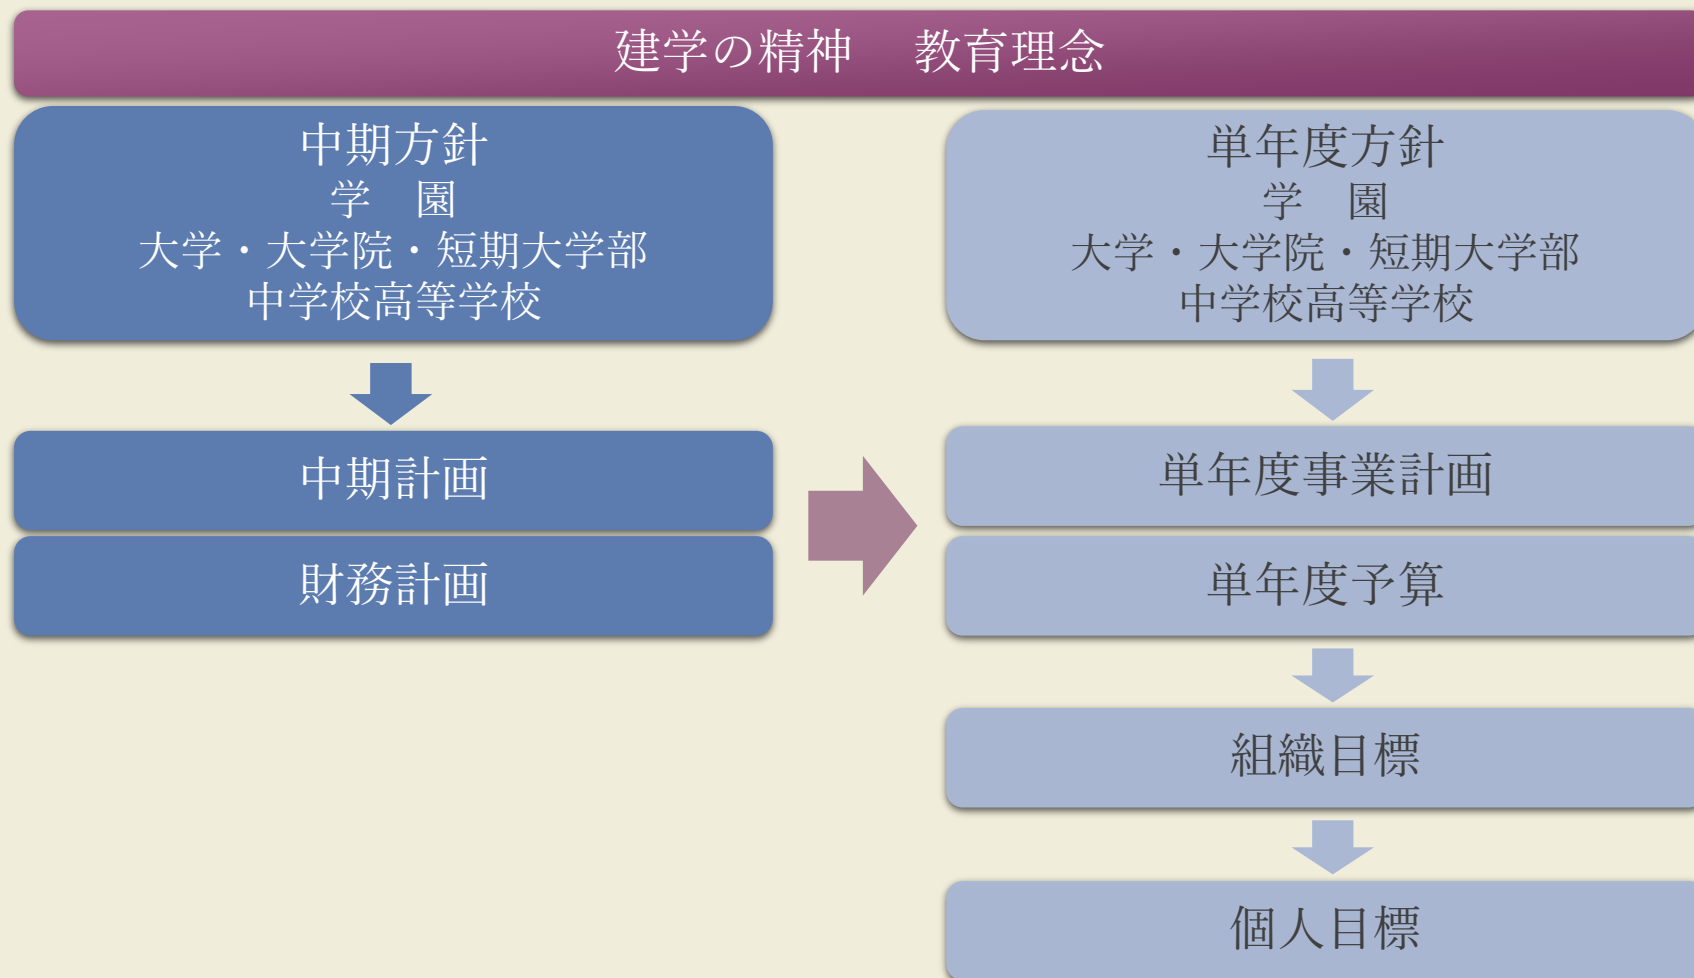 建学の精神　教育理念
中期方針
学　園
大学・大学院・短期大学部
中学校高等学校
中期計画
財務計画
単年度方針
学　園
大学・大学院・短期大学部
中学校高等学校
単年度事業計画
単年度予算
組織目標
個人目標